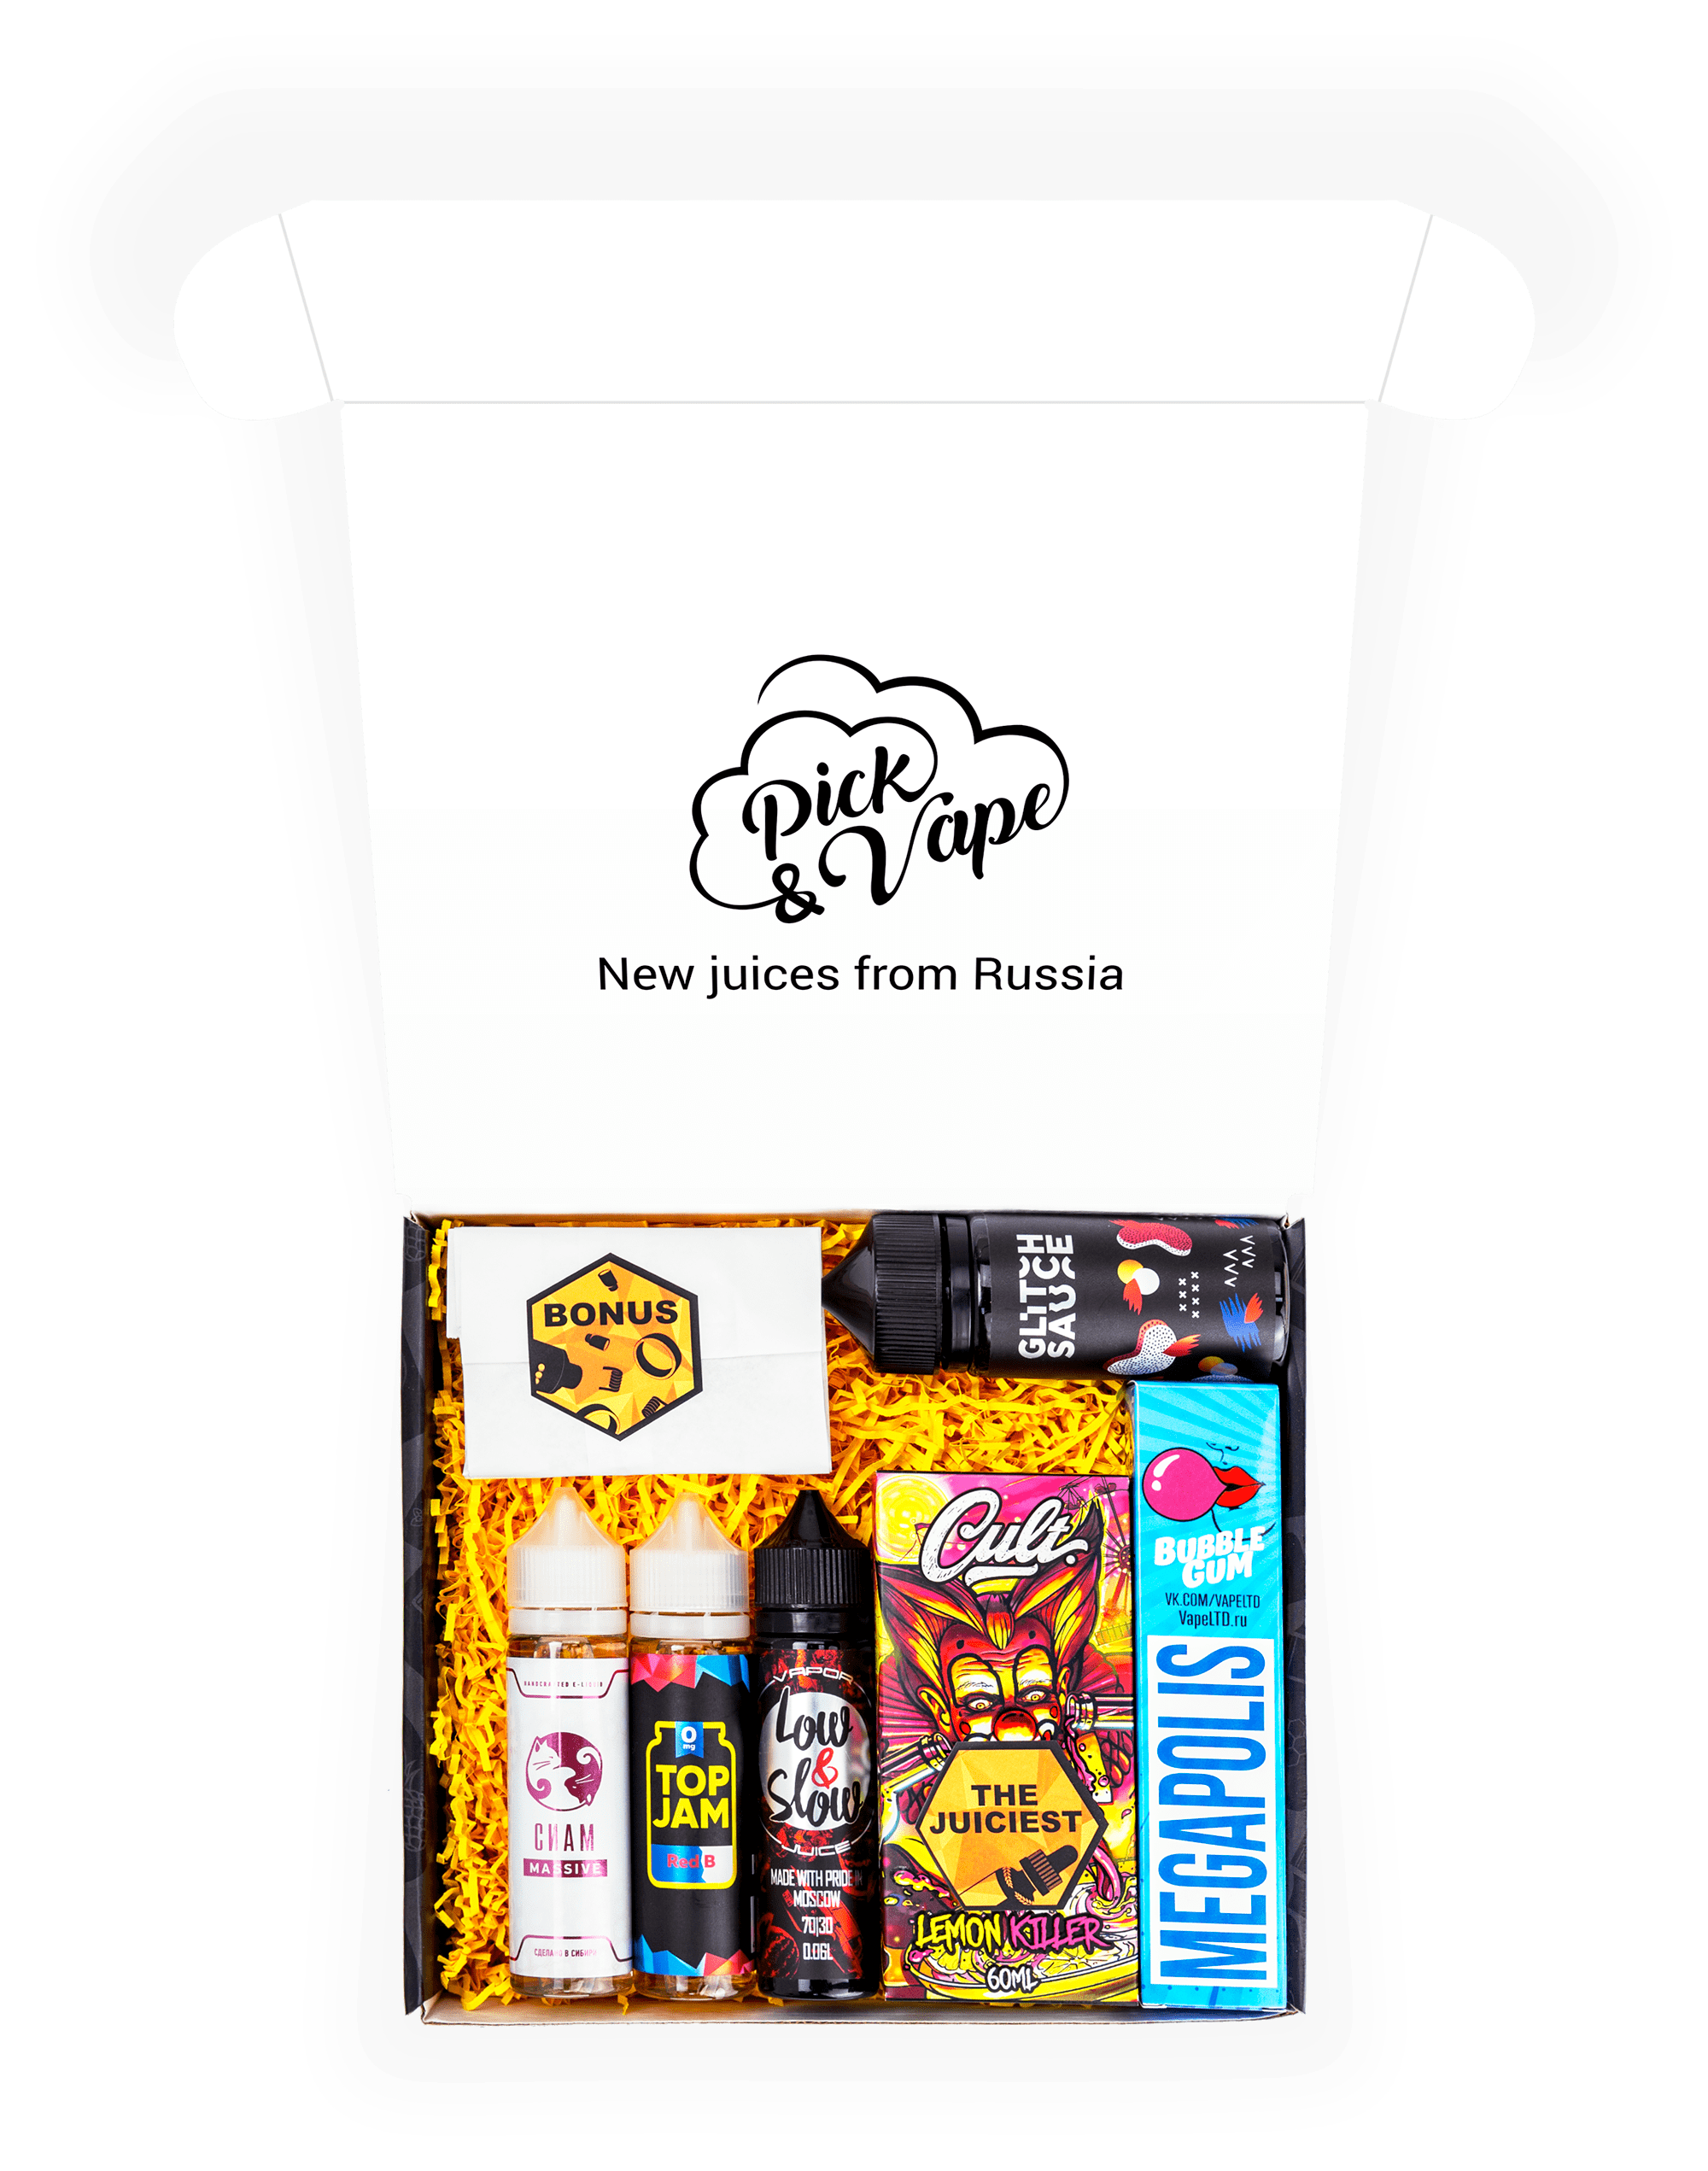 Pick
& Vape
New juices from Russia
BONUS
GLITCH
SAUCE
Cult.
THE
JUICIEST
LEMON KILLER
60ML
BUBBLE
GUM
VK.COM/VAPELTD
VapeLTD.ru
MEGAPOLIS
HANDCRAFTED E-LIQUID
СИАМ
MASSIVE
СДЕЛАНО В СИБИРИ
0
mg
TOP
JAM
Red B
VAPOR
Low
&
Slow
JUICE
MADE WITH PRIDE IN
MOSCOW
70|30
0.06L